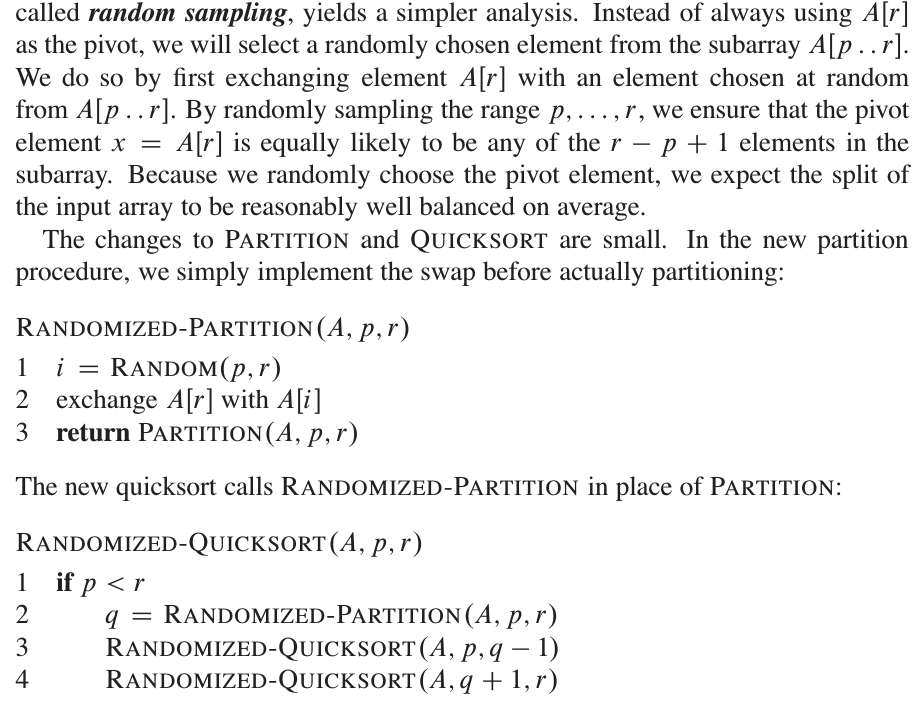 called random sampling, yields a simpler analysis. Instead of always using A[r]
as the pivot, we will select a randomly chosen element from the subarray A[p . . r].
We do so by first exchanging element A[r] with an element chosen at random
from A[p . . r]. By randomly sampling the range p, . . . , r, we ensure that the pivot
element x = A[r] is equally likely to be any of the r − p + 1 elements in the
subarray. Because we randomly choose the pivot element, we expect the split of
the input array to be reasonably well balanced on average.
The changes to PARTITION and QUICKSORT are small. In the new partition
procedure, we simply implement the swap before actually partitioning:
RANDOMIZED-PARTITION(A, p, r)
1 i = RANDOM(p, r)
2 exchange A[r] with A[i]
3 return PARTITION(A, p, r)
The new quicksort calls RANDOMIZED-PARTITION in place of PARTITION:
RANDOMIZED-QUICKSORT(A, p, r)
1 if p < r
2 q = RANDOMIZED-PARTITION(A, p, r)
3 RANDOMIZED-QUICKSORT(A, p, q − 1)
4 RANDOMIZED-QUICKSORT(A, q + 1, r)